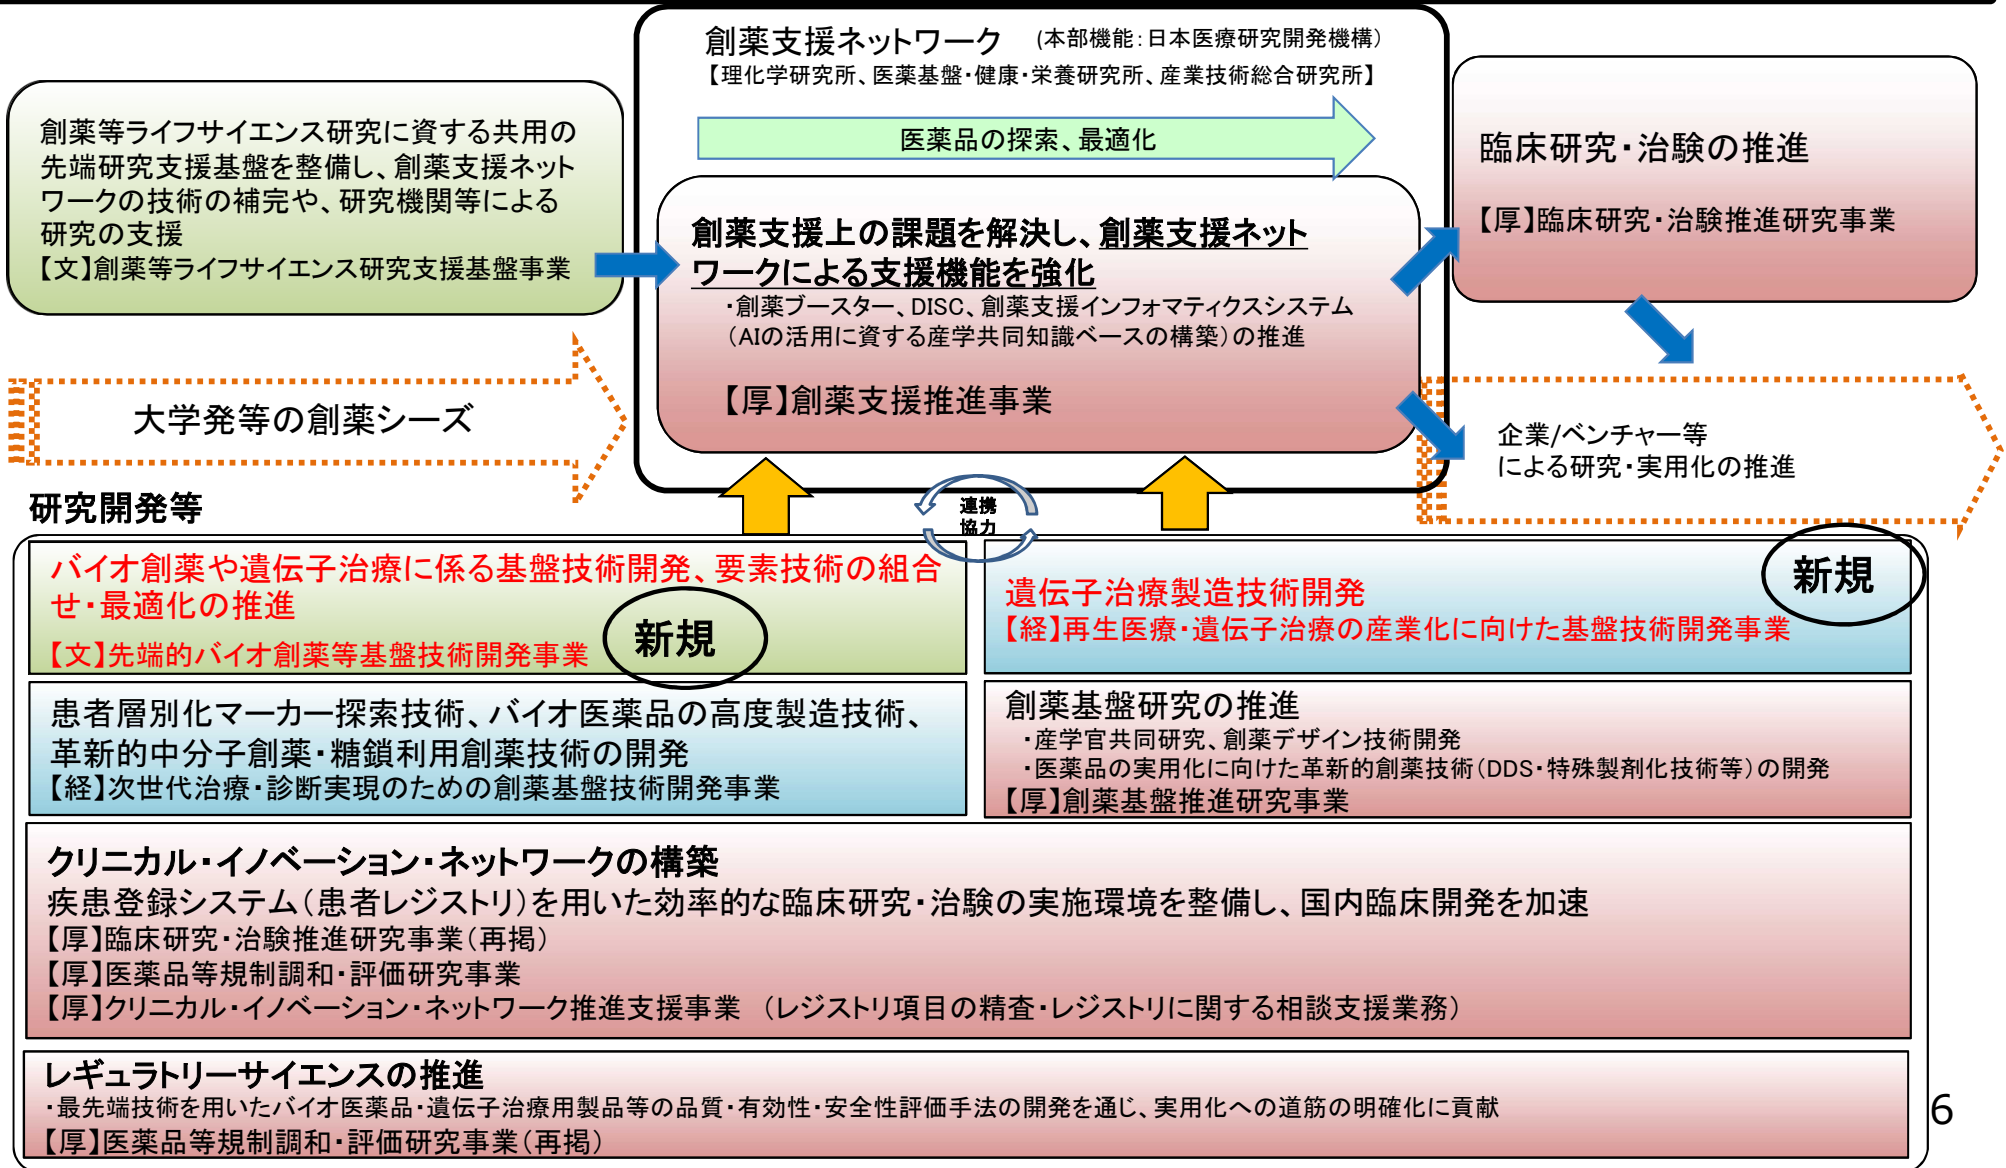 創薬支援ネットワーク (本部機能:日本医療研究開発機構)
【理化学研究所、医薬基盤・健康・栄養研究所、産業技術総合研究所】
医薬品の探索、最適化
創薬等ライフサイエンス研究に資する共用の
先端研究支援基盤を整備し、創薬支援ネット
ワークの技術の補完や、研究機関等による
研究の支援
【文】創薬等ライフサイエンス研究支援基盤事業
創薬支援上の課題を解決し、創薬支援ネット
ワークによる支援機能を強化
・創薬ブースター、DISC、創薬支援インフォマティクスシステム
(AIの活用に資する産学共同知識ベースの構築)の推進
【厚】創薬支援推進事業
臨床研究・治験の推進
【厚】臨床研究・治験推進研究事業
大学発等の創薬シーズ
企業/ベンチャー等
による研究・実用化の推進
研究開発等
連携
協力
バイオ創薬や遺伝子治療に係る基盤技術開発、要素技術の組合
せ・最適化の推進
【文】先端的バイオ創薬等基盤技術開発事業
新規
遺伝子治療製造技術開発
【経】再生医療・遺伝子治療の産業化に向けた基盤技術開発事業
新規
患者層別化マーカー探索技術、バイオ医薬品の高度製造技術、
革新的中分子創薬・糖鎖利用創薬技術の開発
【経】次世代治療・診断実現のための創薬基盤技術開発事業
創薬基盤研究の推進
・産学官共同研究、創薬デザイン技術開発
・医薬品の実用化に向けた革新的創薬技術(DDS・特殊製剤化技術等)の開発
【厚】創薬基盤推進研究事業
クリニカル・イノベーション・ネットワークの構築
疾患登録システム(患者レジストリ)を用いた効率的な臨床研究・治験の実施環境を整備し、国内臨床開発を加速
【厚】臨床研究・治験推進研究事業(再掲)
【厚】医薬品等規制調和・評価研究事業
【厚】クリニカル・イノベーション・ネットワーク推進支援事業 (レジストリ項目の精査・レジストリに関する相談支援業務)
レギュラトリーサイエンスの推進
・最先端技術を用いたバイオ医薬品・遺伝子治療用製品等の品質・有効性・安全性評価手法の開発を通じ、実用化への道筋の明確化に貢献
【厚】医薬品等規制調和・評価研究事業(再掲)
6